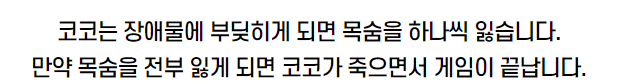 코코는 장애물에 부딪히게 되면 목숨을 하나씩 잃습니다.
만약 목숨을 전부 잃게 되면 코코가 죽으면서 게임이 끝납니다.